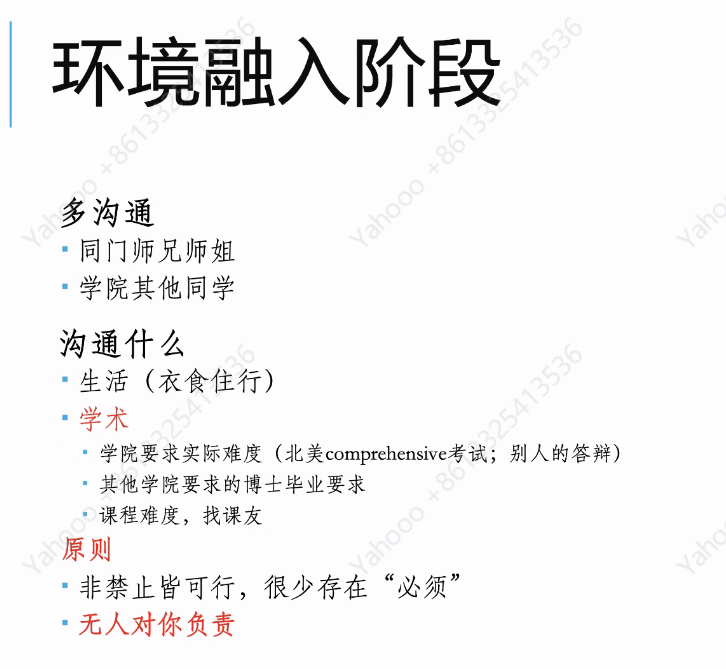 环境融入阶段
多沟通
同门师兄师姐
学院其他同学
沟通什么
生活（衣食住行）
学术
学院要求实际难度（北美comprehensive考试；别人的答辩）
其他学院要求的博士毕业要求
课程难度，找课友
原则
非禁止皆可行，很少存在“必须”
无人对你负责
Yahooo +8613325413536
Yahooo +8613325413536
Yahooo
Yahooo +8613325413536
Yahooo +8613325413536
Yahooo